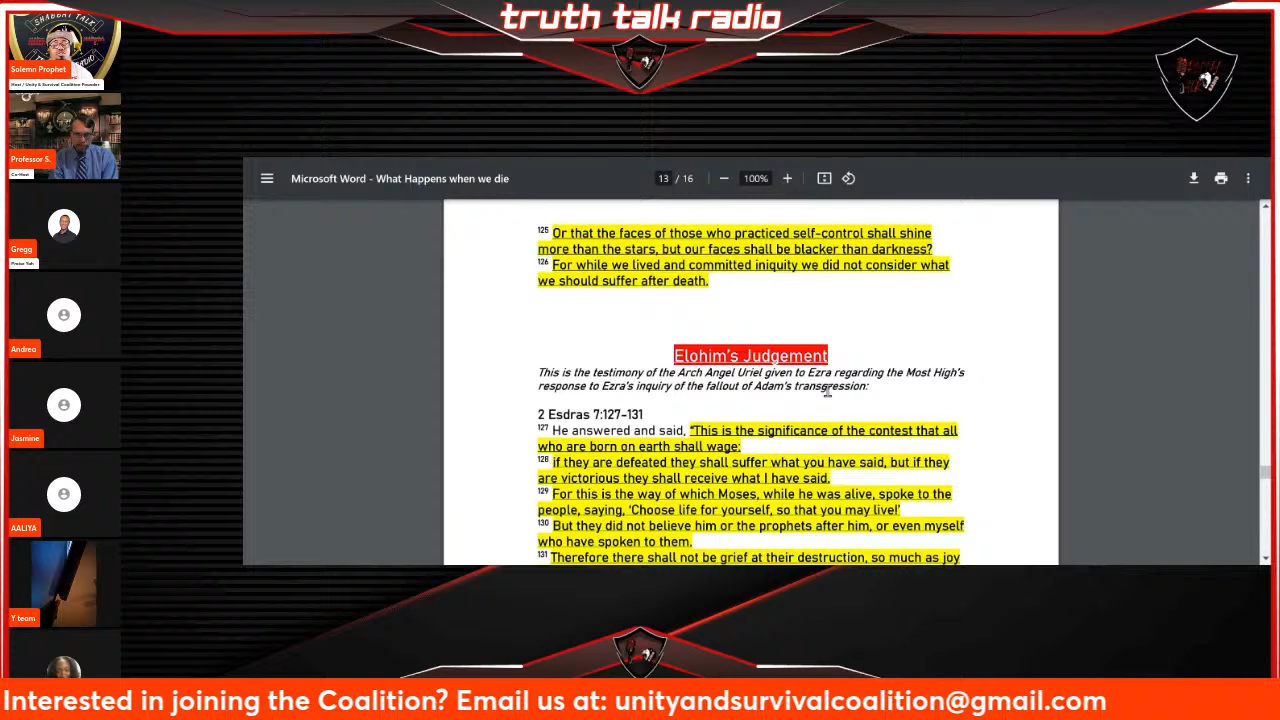 truth talk radio
SHABBAT TALK
Solemn Prophet
Host / Unity & Survival Coalition Founder
Professor S.
Co-Host
Gregg
Praise Yah
Andrea
Jasmine
AALIYA
Y team
Microsoft Word - What Happens when we die
13 / 16
100%
125 Or that the faces of those who practiced self-control shall shine
more than the stars, but our faces shall be blacker than darkness?
126 For while we lived and committed iniquity we did not consider what
we should suffer after death.
Elohim's Judgement
This is the testimony of the Arch Angel Uriel given to Ezra regarding the Most High's
response to Ezra's inquiry of the fallout of Adam's transgression:
2 Esdras 7:127-131
127 He answered and said, “This is the significance of the contest that all
who are born on earth shall wage:
128 if they are defeated they shall suffer what you have said, but if they
are victorious they shall receive what I have said.
129 For this is the way of which Moses, while he was alive, spoke to the
people, saying, ‘Choose life for yourself, so that you may live!’
130 But they did not believe him or the prophets after him, or even myself
who have spoken to them.
131 Therefore there shall not be grief at their destruction, so much as joy
Interested in joining the Coalition? Email us at: unityandsurvivalcoalition@gmail.com